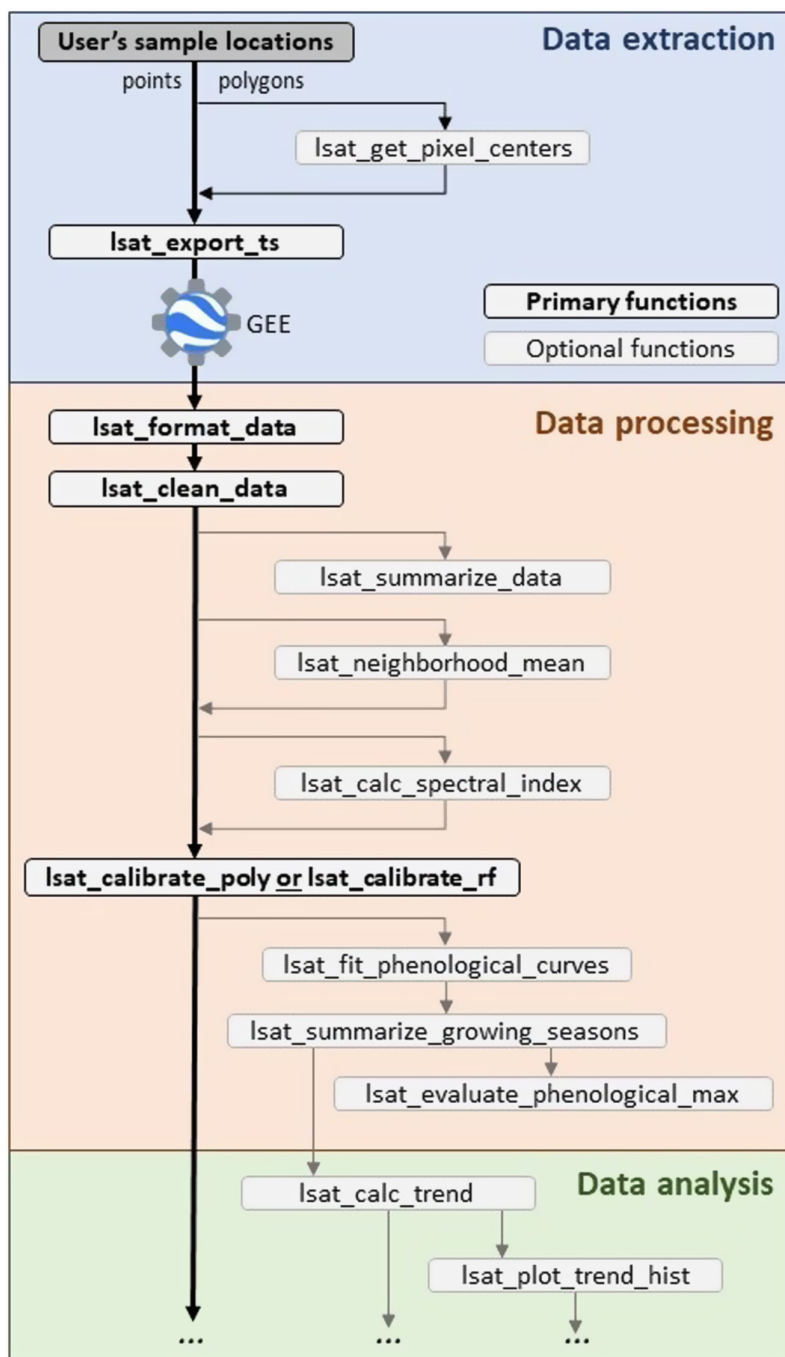 User's sample locations
Data extraction
points polygons
lsat_get_pixel_centers
lsat_export_ts
GEE
Primary functions
Optional functions
lsat_format_data
Data processing
lsat_clean_data
lsat_summarize_data
lsat_neighborhood_mean
lsat_calc_spectral_index
lsat_calibrate_poly or lsat_calibrate_rf
lsat_fit_phenological_curves
lsat_summarize_growing_seasons
lsat_evaluate_phenological_max
lsat_calc_trend
Data analysis
lsat_plot_trend_hist
... ... ...